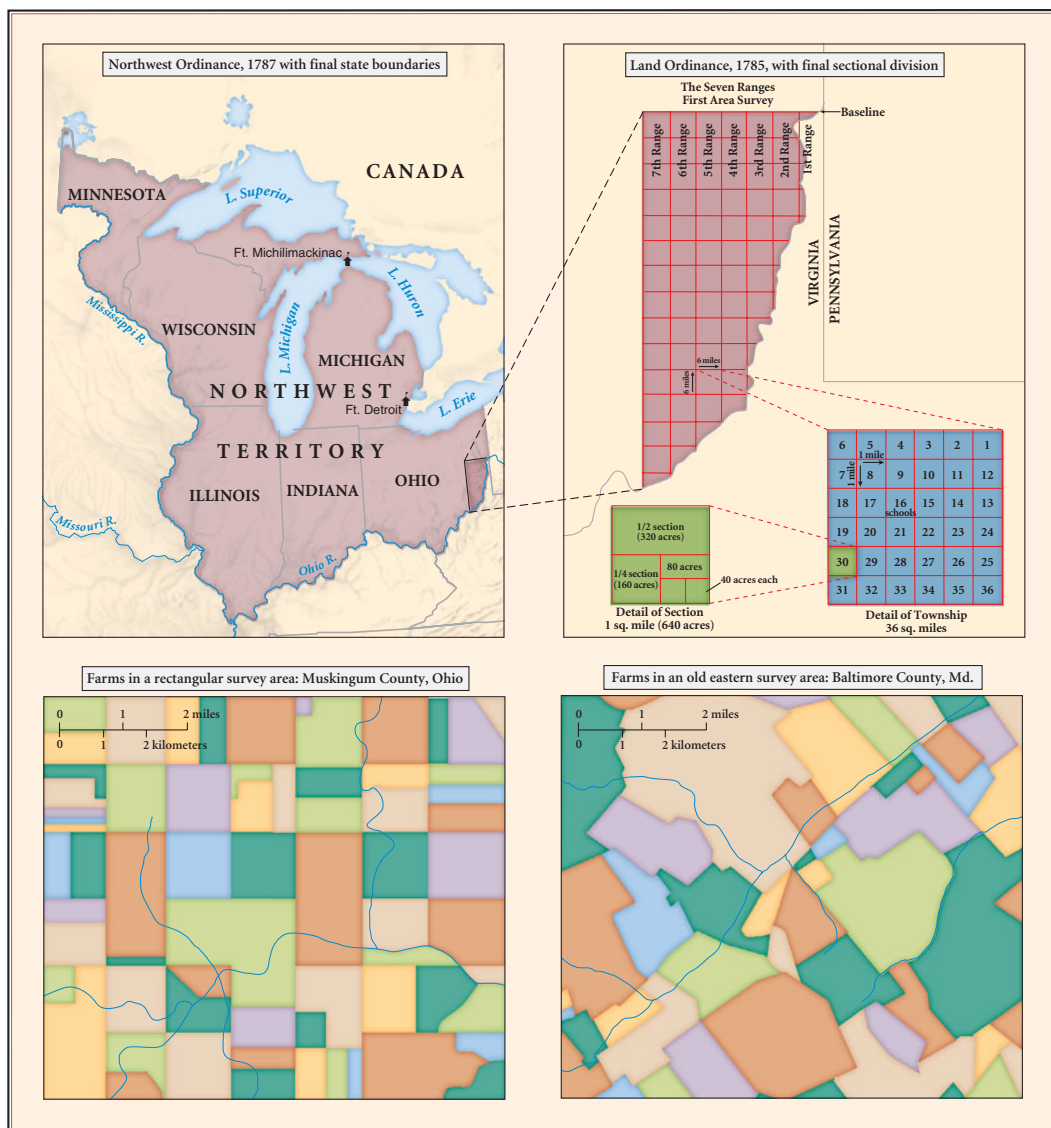 Northwest Ordinance, 1787 with final state boundaries
CANADA
MINNESOTA
L. Superior
Ft. Michilimackinac
L. Huron
Mississippi R.
WISCONSIN
L. Michigan
MICHIGAN
NORTHWEST
Ft. Detroit
L. Erie
TERRITORY
ILLINOIS
INDIANA
OHIO
Missouri R.
Ohio R.
Land Ordinance, 1785, with final sectional division
The Seven Ranges
First Area Survey
Baseline
7th Range
6th Range
5th Range
4th Range
3rd Range
2nd Range
1st Range
VIRGINIA
PENNSYLVANIA
6 miles
6 miles
6 5 4 3 2 1
1 mile
1 mile
7 8 9 10 11 12
18 17 16 15 14 13
schools
19 20 21 22 23 24
30 29 28 27 26 25
31 32 33 34 35 36
Detail of Township
36 sq. miles
1/2 section
(320 acres)
1/4 section
(160 acres)
80 acres
40 acres each
Detail of Section
1 sq. mile (640 acres)
Farms in a rectangular survey area: Muskingum County, Ohio
0 1 2 miles
0 1 2 kilometers
Farms in an old eastern survey area: Baltimore County, Md.
0 1 2 miles
0 1 2 kilometers